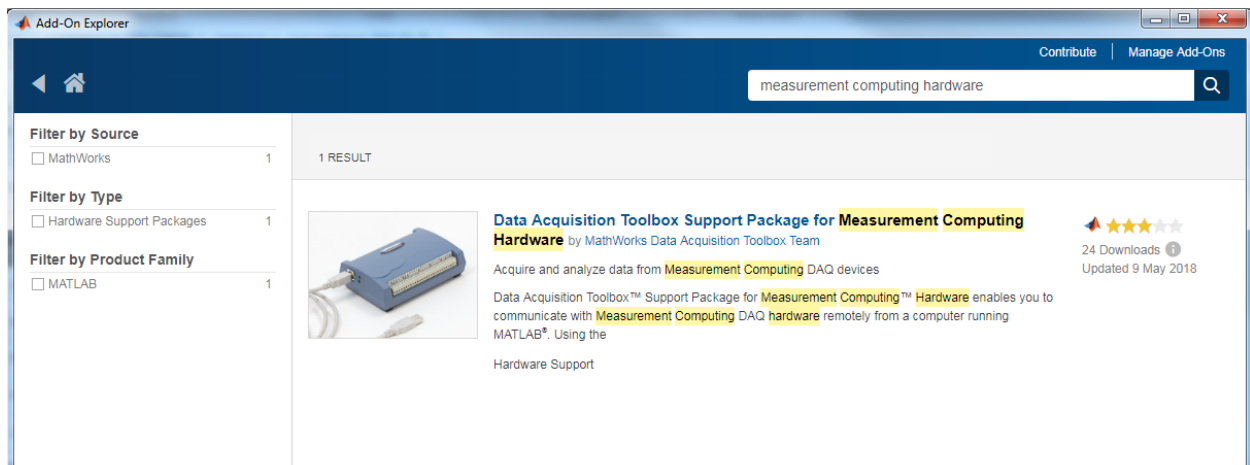 Add-On Explorer
Contribute | Manage Add-Ons
measurement computing hardware
Filter by Source
MathWorks 1
Filter by Type
Hardware Support Packages 1
Filter by Product Family
MATLAB 1
1 RESULT
Data Acquisition Toolbox Support Package for Measurement Computing
Hardware by MathWorks Data Acquisition Toolbox Team
Acquire and analyze data from Measurement Computing DAQ devices
Data Acquisition Toolbox™ Support Package for Measurement Computing™ Hardware enables you to
communicate with Measurement Computing DAQ hardware remotely from a computer running
MATLAB®. Using the
Hardware Support
24 Downloads
Updated 9 May 2018